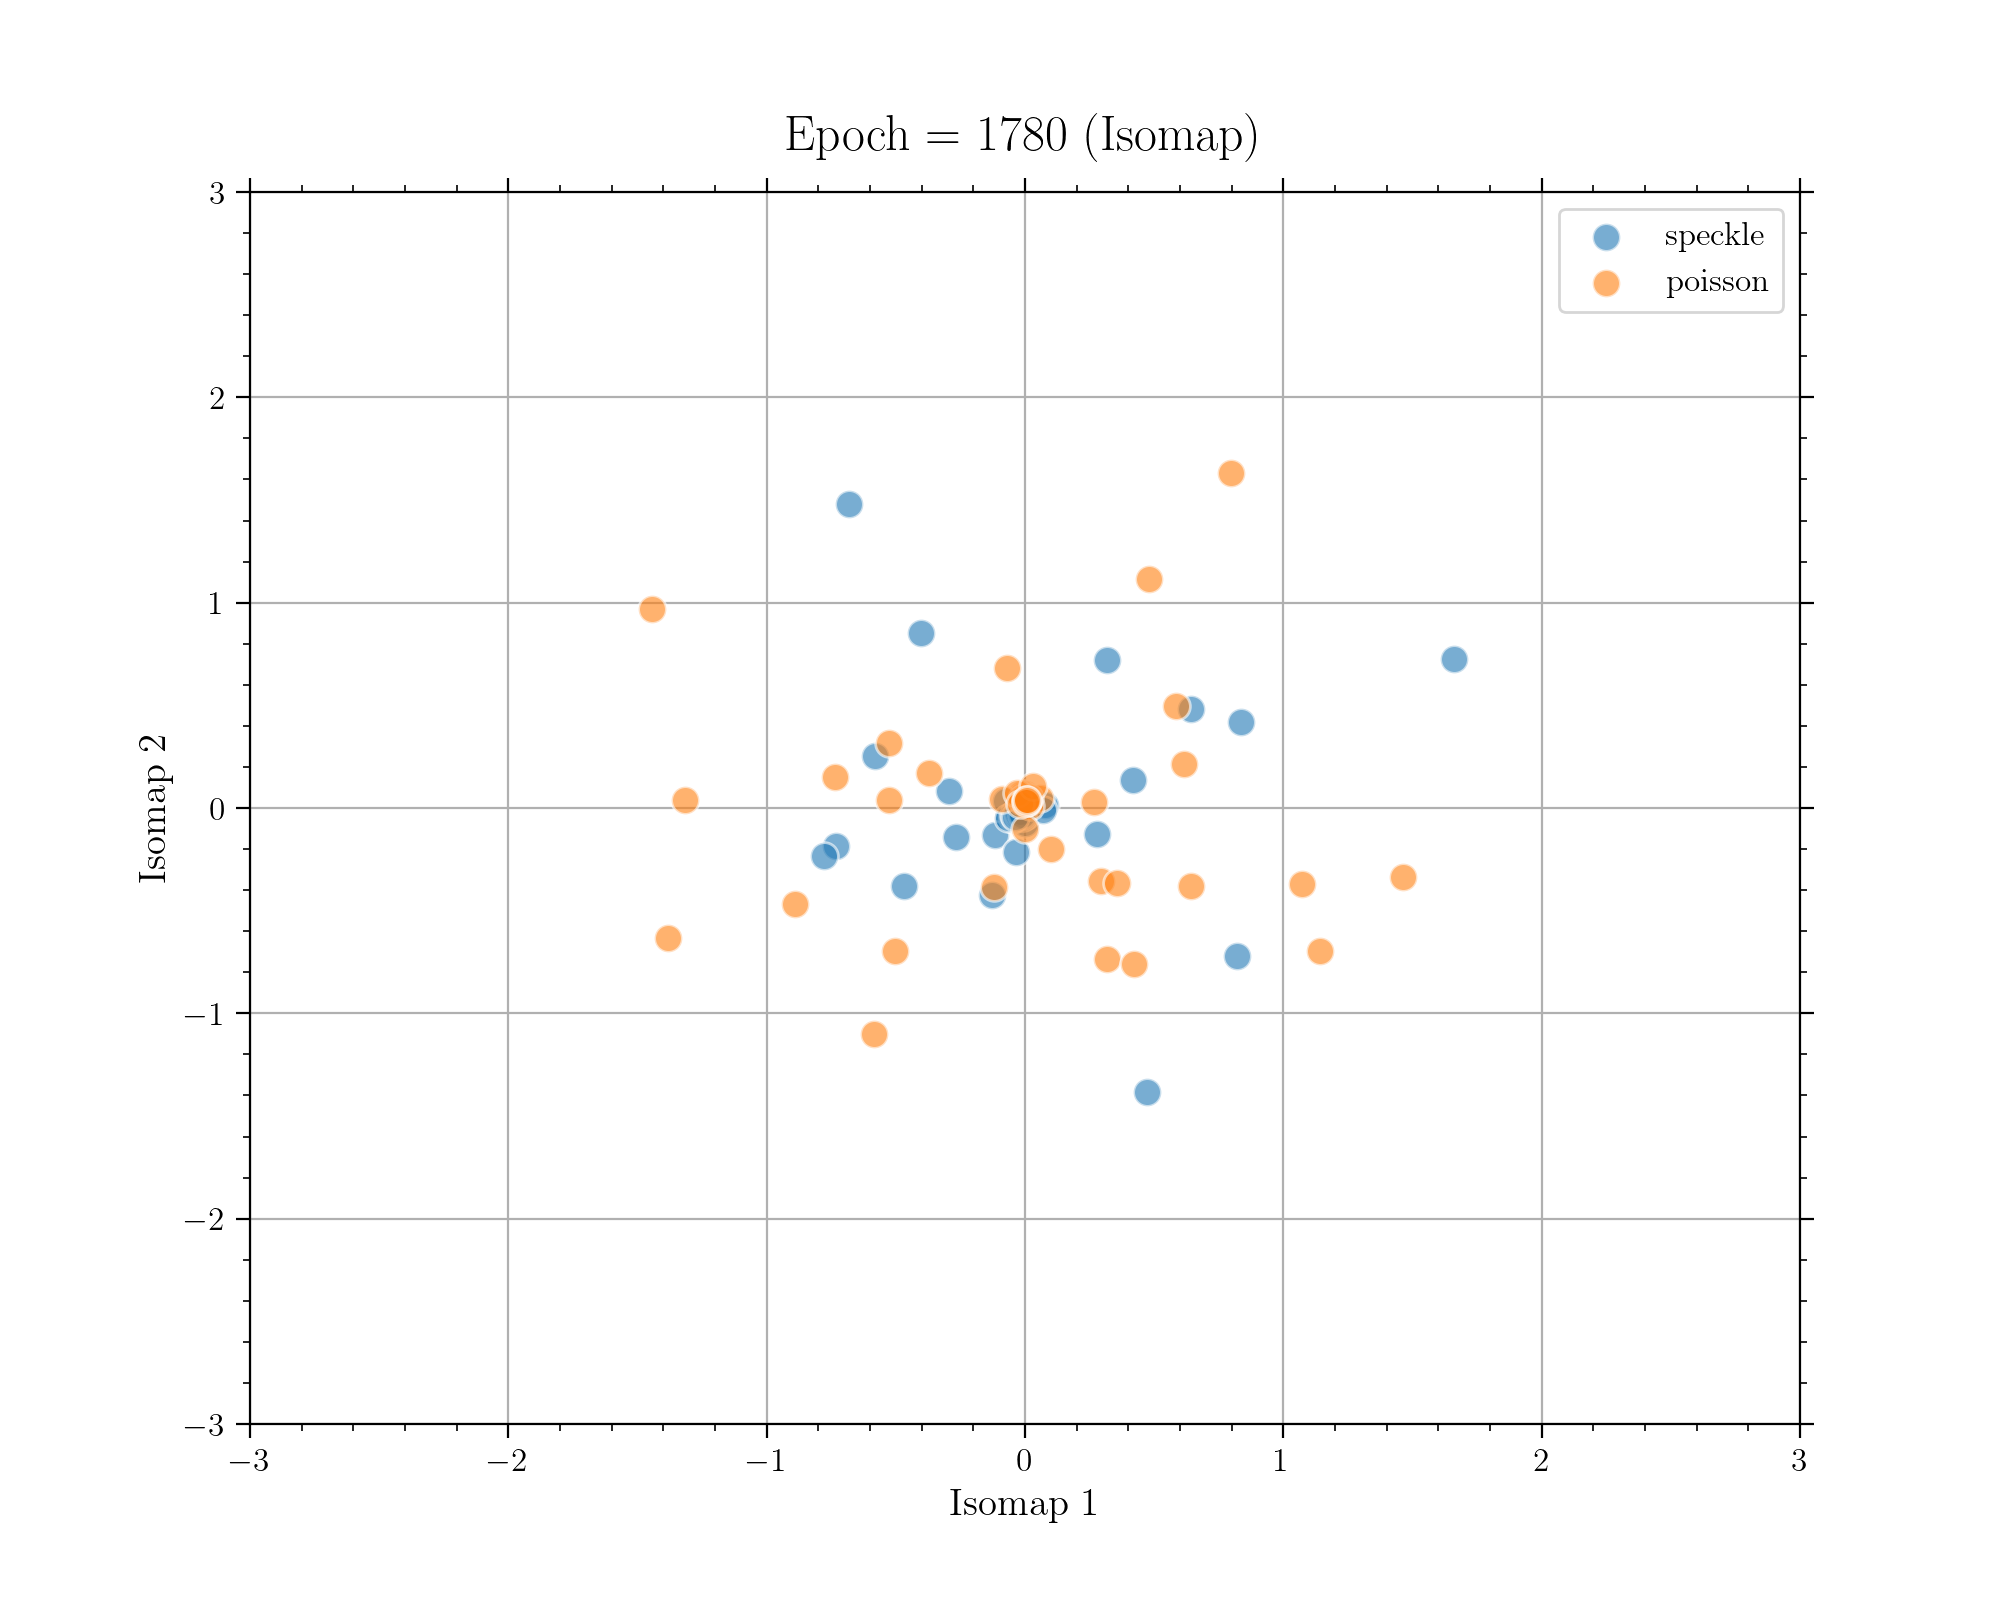 Epoch = 1780 (Isomap)
speckle
poisson
3
2
1
0
−1
−2
−3
Isomap 2
−3
−2
−1
0
1
2
3
Isomap 1